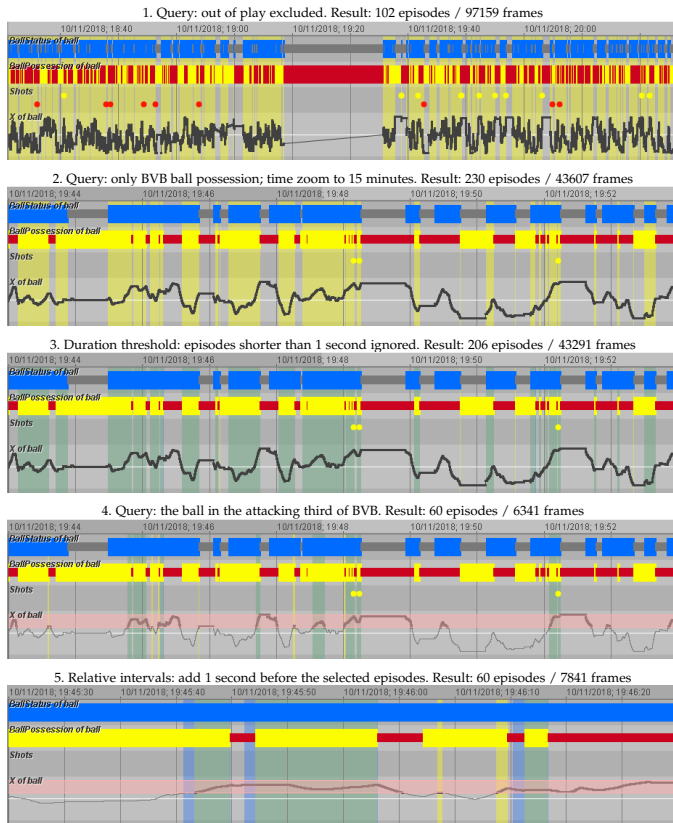 1. Query: out of play excluded. Result: 102 episodes / 97159 frames
10/11/2018, 18:40 10/11/2018 19:00 10/11/2018, 19:20 10/11/2018, 19:40 10/11/2018, 20:00
BallStatus of ball
BallPossession of ball
Shots
X of ball
2. Query: only BVB ball possession; time zoom to 15 minutes. Result: 230 episodes / 43607 frames
10/11/2018, 19:44 10/11/2018, 19:46 10/11/2018, 19:48 10/11/2018, 19:50 10/11/2018, 19:52
BallStatus of ball
BallPossession of ball
Shots
X of ball
3. Duration threshold: episodes shorter than 1 second ignored. Result: 206 episodes / 43291 frames
10/11/2018, 19:44 10/11/2018, 19:46 10/11/2018, 19:48 10/11/2018, 19:50 10/11/2018, 19:52
BallStatus of ball
BallPossession of ball
Shots
X of ball
4. Query: the ball in the attacking third of BVB. Result: 60 episodes / 6341 frames
10/11/2018, 19:44 10/11/2018, 19:46 10/11/2018, 19:48 10/11/2018, 19:50 10/11/2018, 19:52
BallStatus of ball
BallPossession of ball
Shots
X of ball
5. Relative intervals: add 1 second before the selected episodes. Result: 60 episodes / 7841 frames
10/11/2018, 19:45:30 10/11/2018, 19:45:40 10/11/2018, 19:45:50 10/11/2018, 19:46:00 10/11/2018, 19:46:10 10/11/2018, 19:46:20
BallStatus of ball
BallPossession of ball
Shots
X of ball